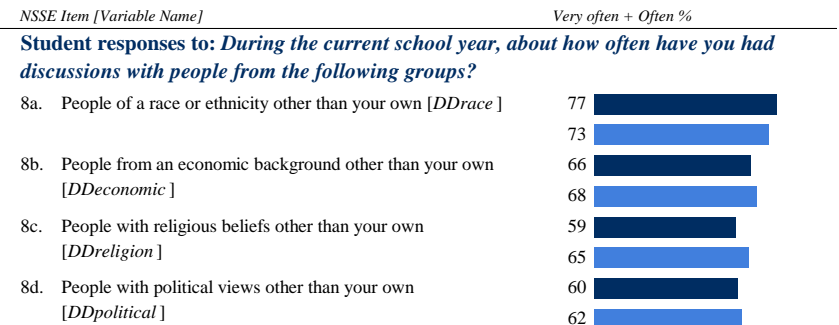 NSSE Item [Variable Name] Very often + Often %
Student responses to: During the current school year, about how often have you had
discussions with people from the following groups?
8a. People of a race or ethnicity other than your own [DDrace ] 77
73
8b. People from an economic background other than your own 66
[DDeconomic ] 68
8c. People with religious beliefs other than your own 59
[DDreligion ] 65
8d. People with political views other than your own 60
[DDpolitical ] 62